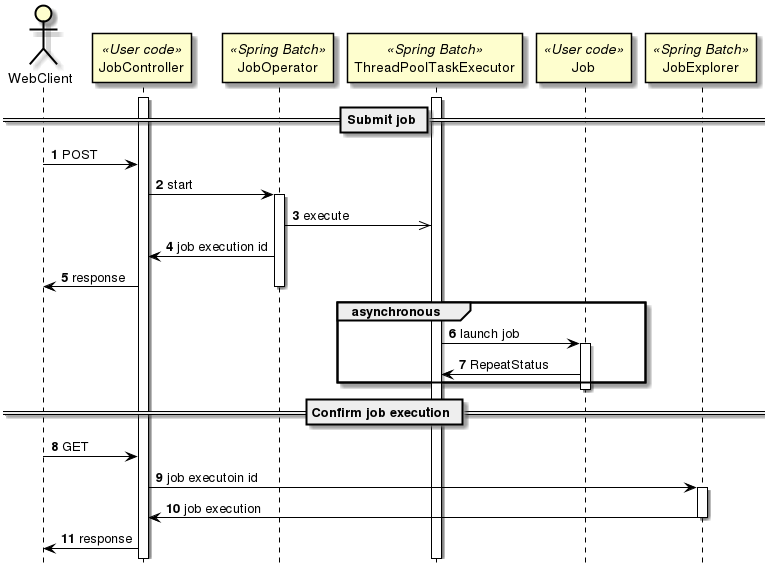 WebClient
«User code»
JobController
«Spring Batch»
JobOperator
«Spring Batch»
ThreadPoolTaskExecutor
«User code»
Job
«Spring Batch»
JobExplorer
Submit job
1 POST
2 start
3 execute
4 job execution id
5 response
asynchronous
6 launch job
7 RepeatStatus
Confirm job execution
8 GET
9 job executoin id
10 job execution
11 response